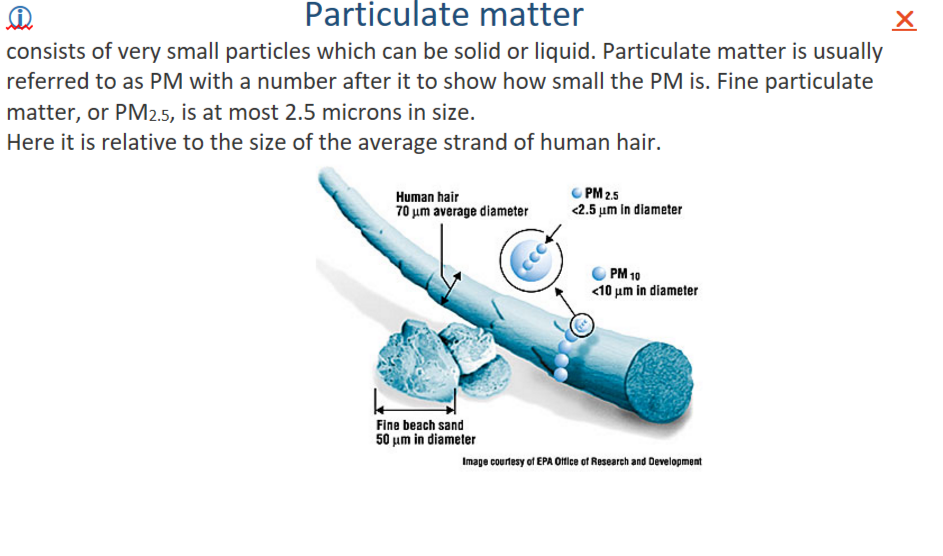 Particulate matter
consists of very small particles which can be solid or liquid. Particulate matter is usually
referred to as PM with a number after it to show how small the PM is. Fine particulate
matter, or PM2.5, is at most 2.5 microns in size.
Here it is relative to the size of the average strand of human hair.
Human hair
70 µm average diameter
PM 2.5
<2.5 µm in diameter
PM 10
<10 µm in diameter
Fine beach sand
50 µm in diameter
Image courtesy of EPA Office of Research and Development